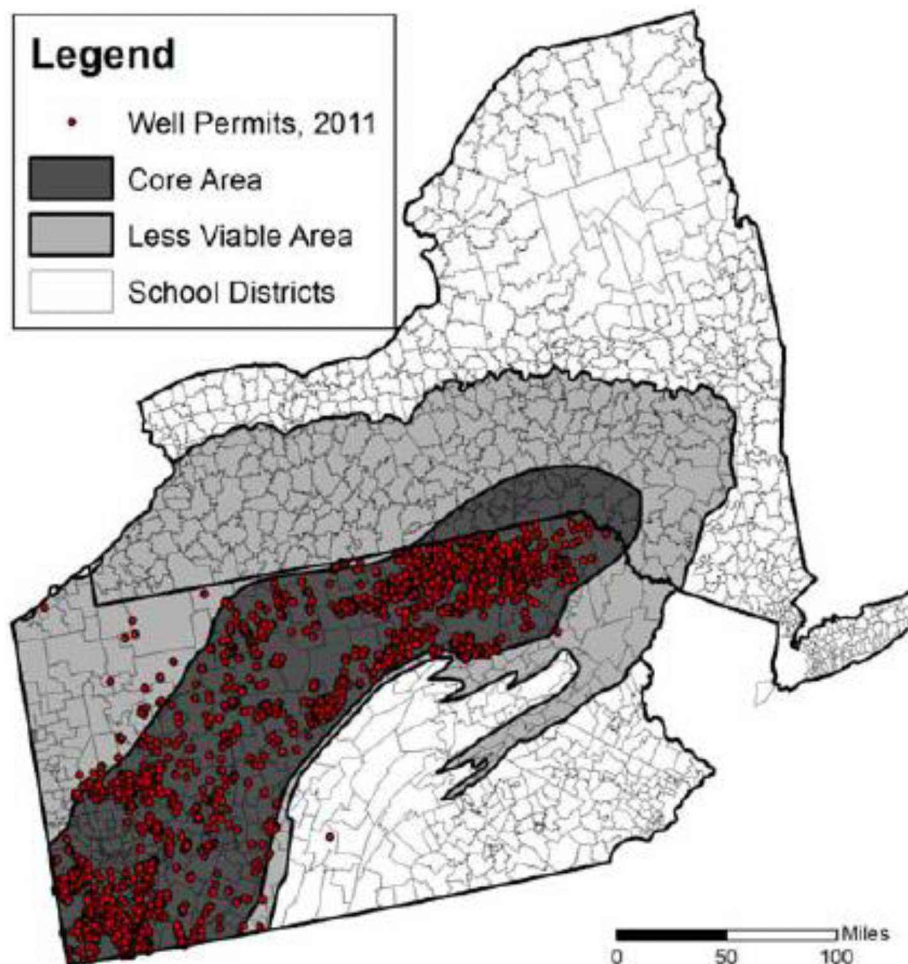 Legend
Well Permits, 2011
Core Area
Less Viable Area
School Districts
Miles
0 50 100